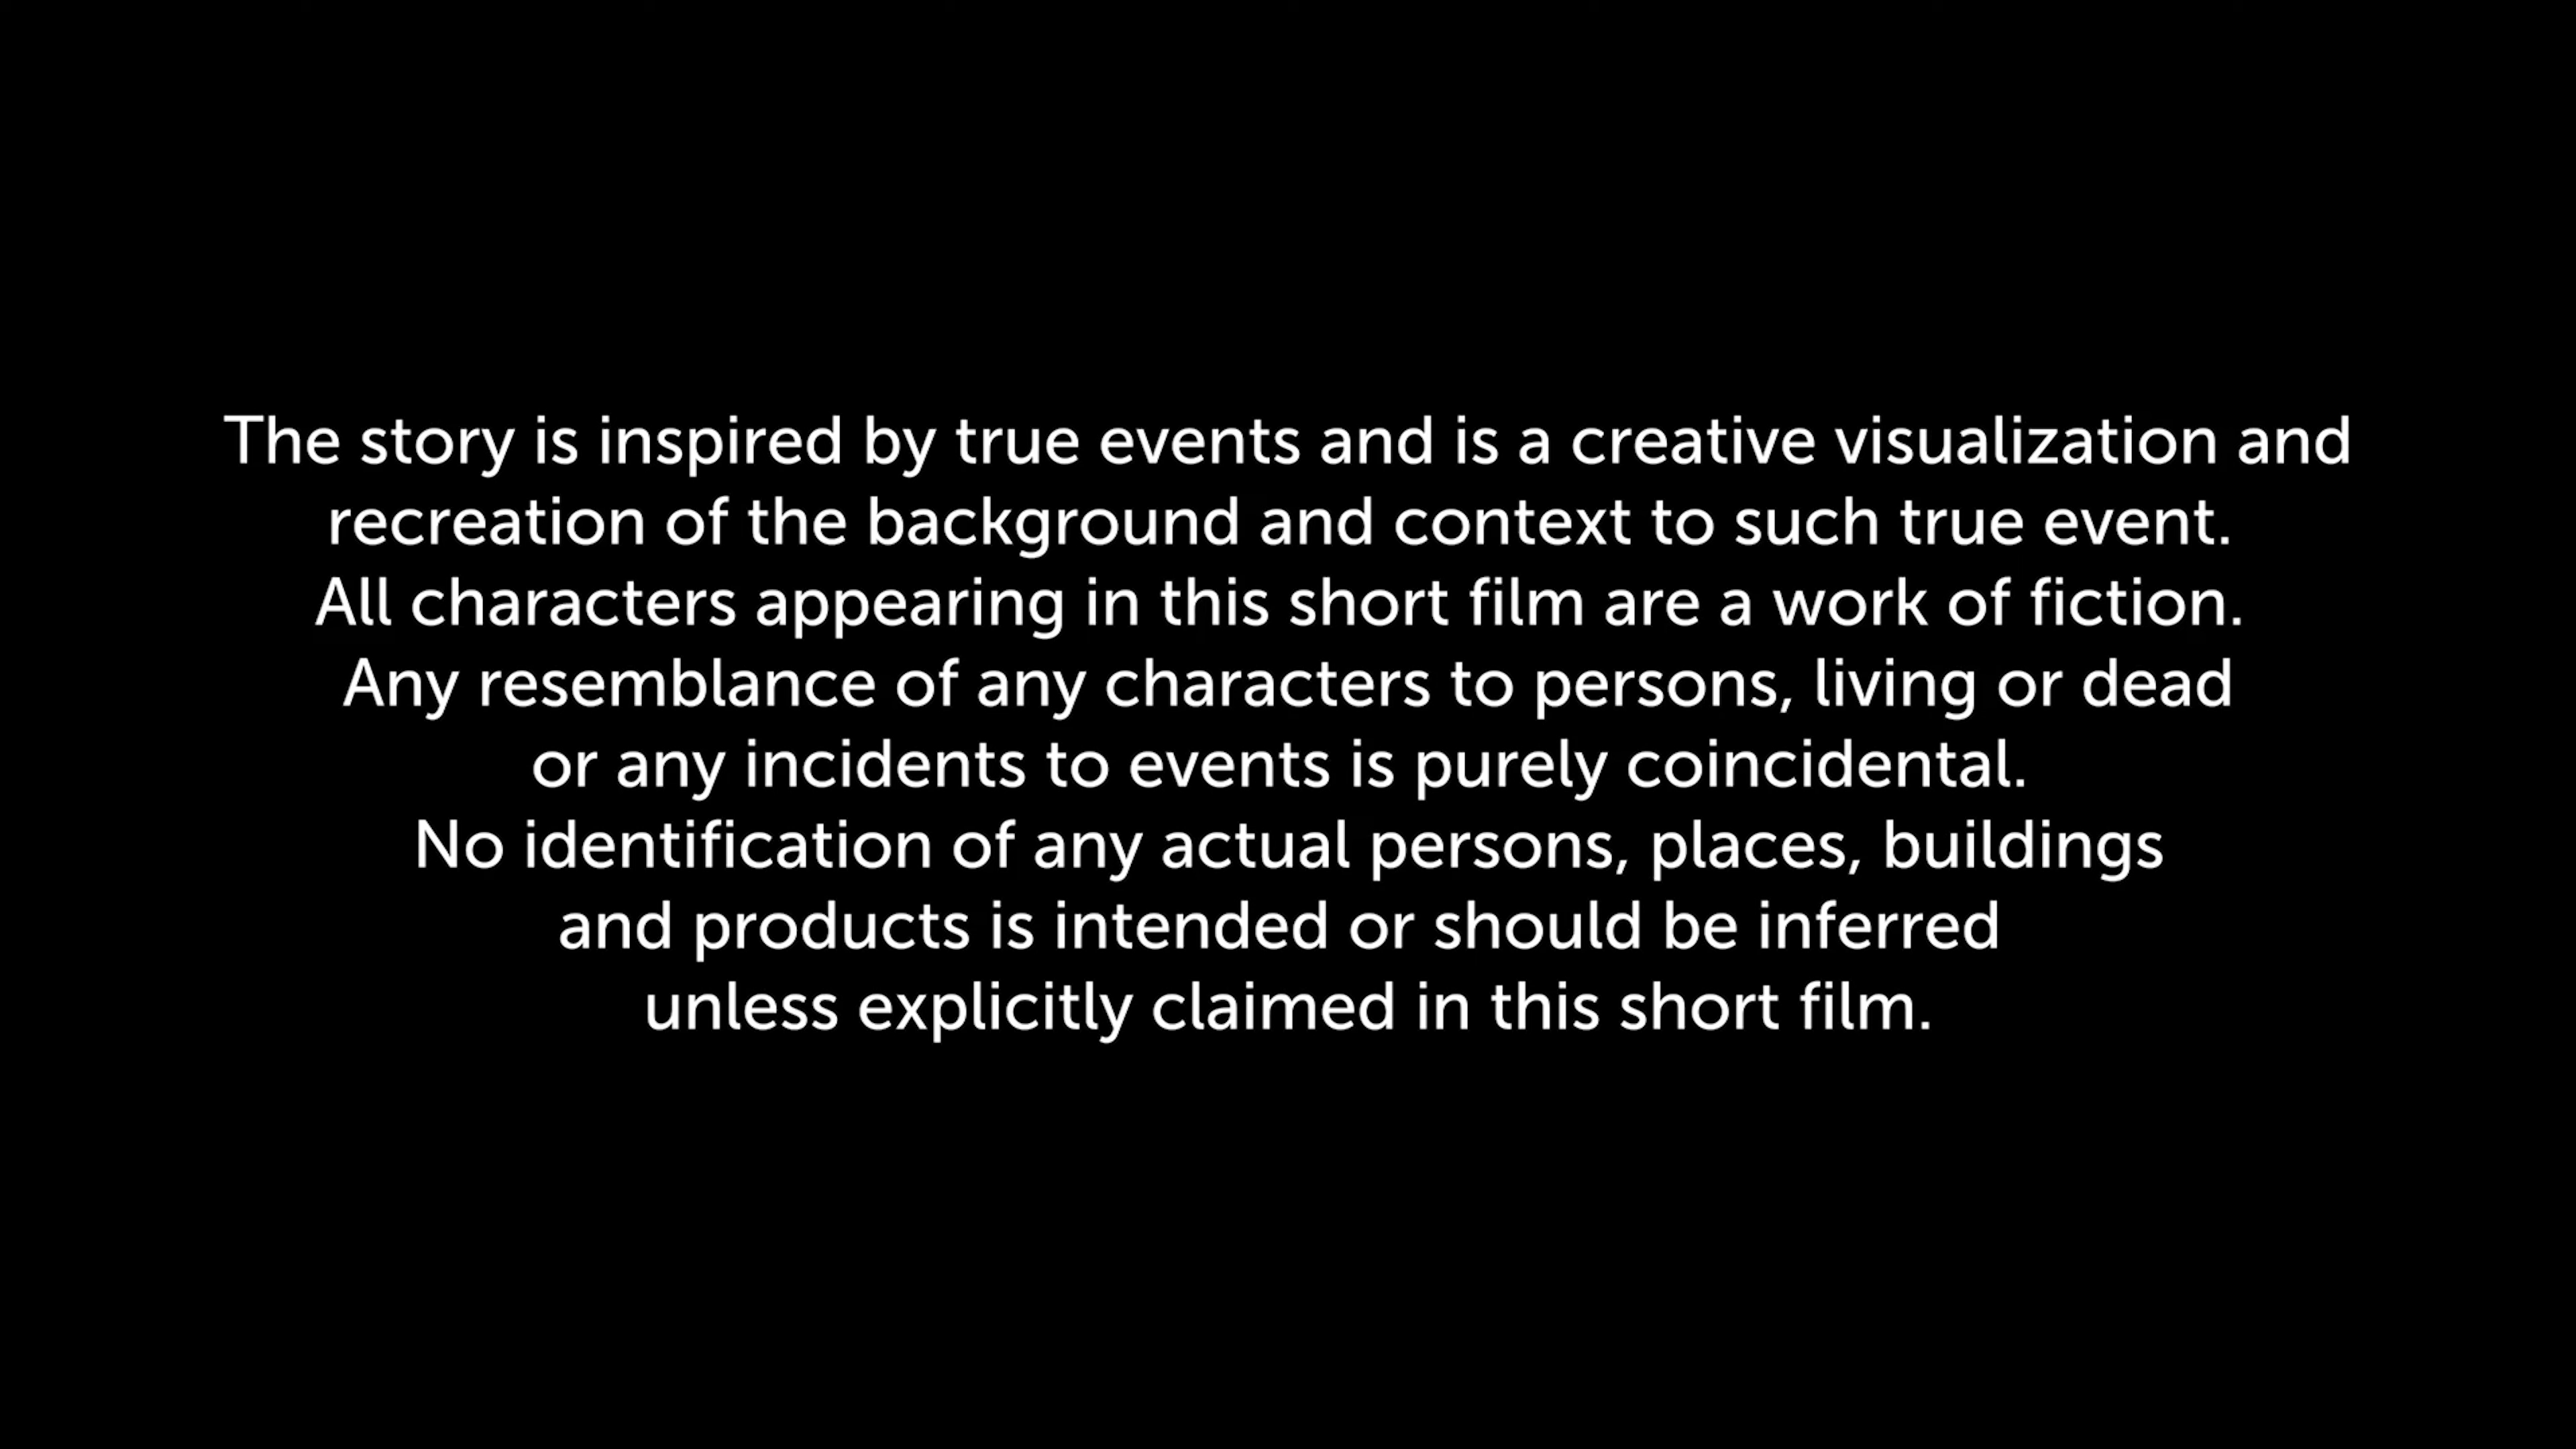 The story is inspired by true events and is a creative visualization and
recreation of the background and context to such true event.
All characters appearing in this short film are a work of fiction.
Any resemblance of any characters to persons, living or dead
or any incidents to events is purely coincidental.
No identification of any actual persons, places, buildings
and products is intended or should be inferred
unless explicitly claimed in this short film.